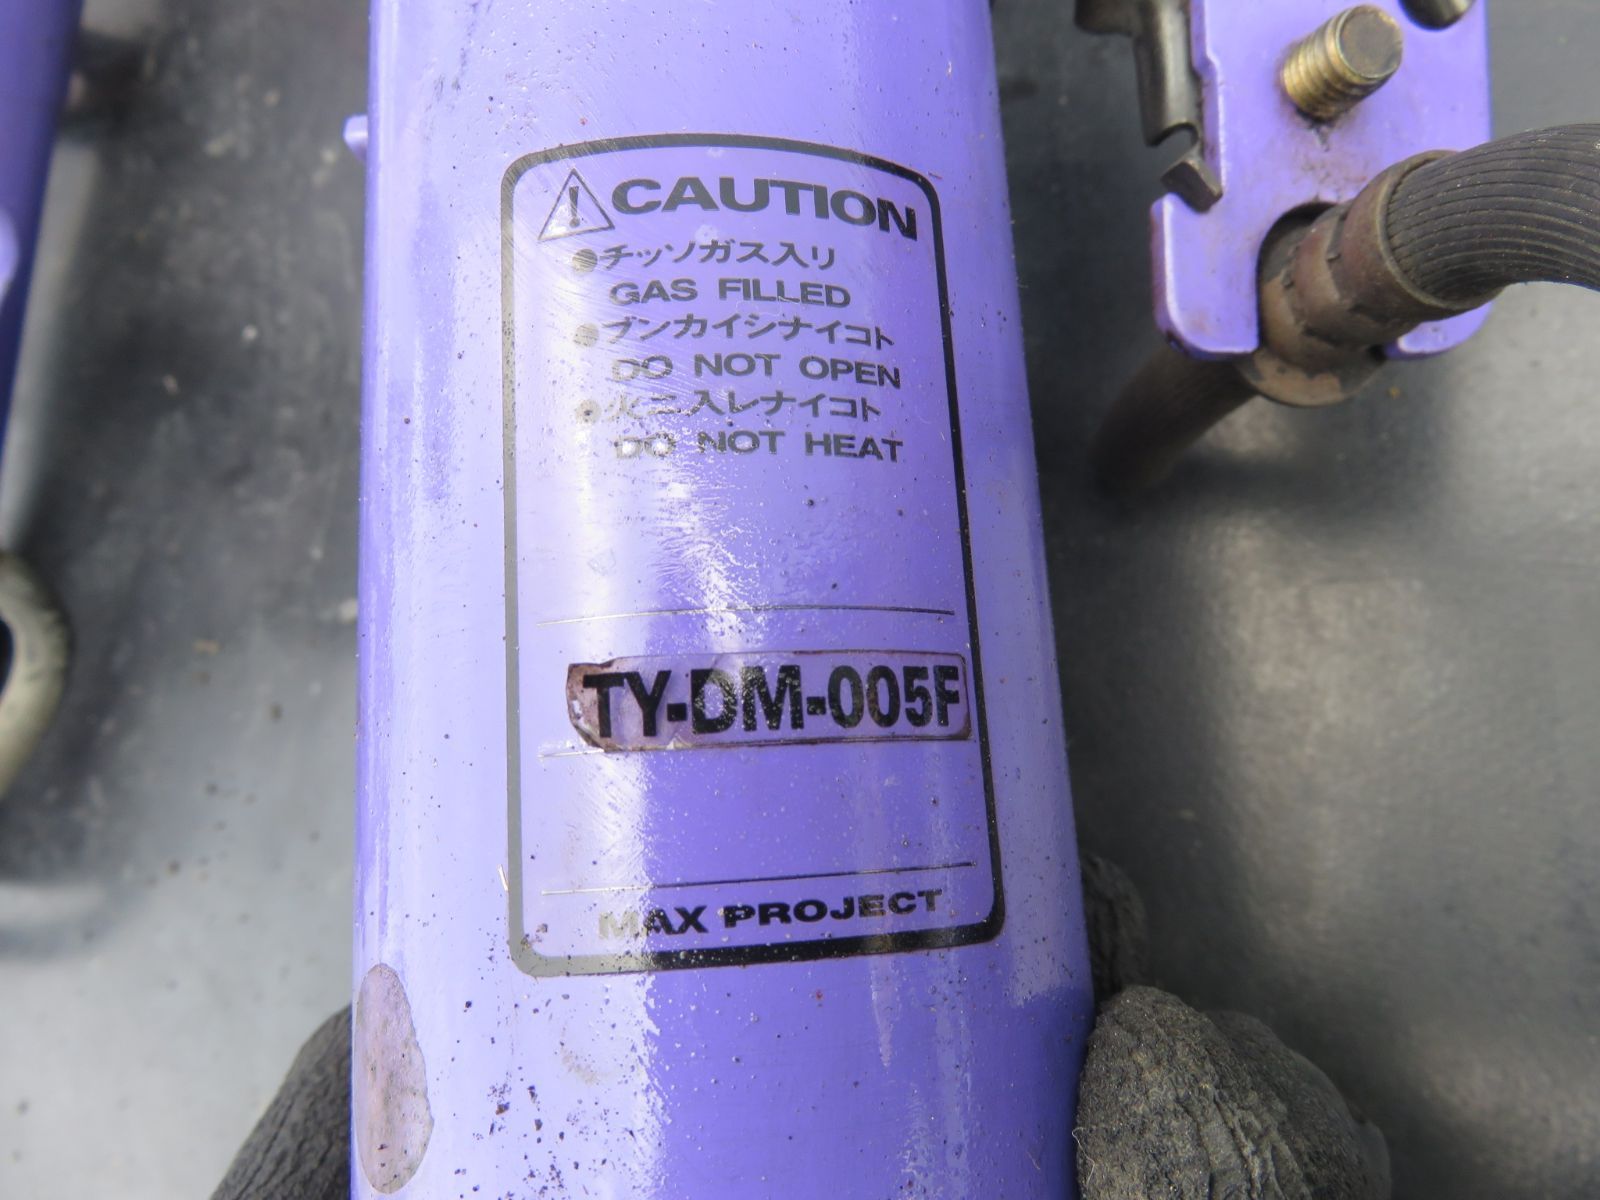 CAUTION
●チッソガス入リ
GAS FILLED
●ブンカイシナイコト
DO NOT OPEN
●火ニ入レナイコト
DO NOT HEAT
TY-DM-005F
MAX PROJECT